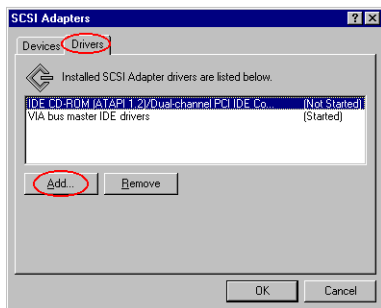 SCSI Adapters
Devices Drivers
Installed SCSI Adapter drivers are listed below.
IDE CD-ROM (ATAPI 1.2)/Dual-channel PCI IDE Co... (Not Started)
VIA bus master IDE drivers (Started)
Add... Remove
OK Cancel